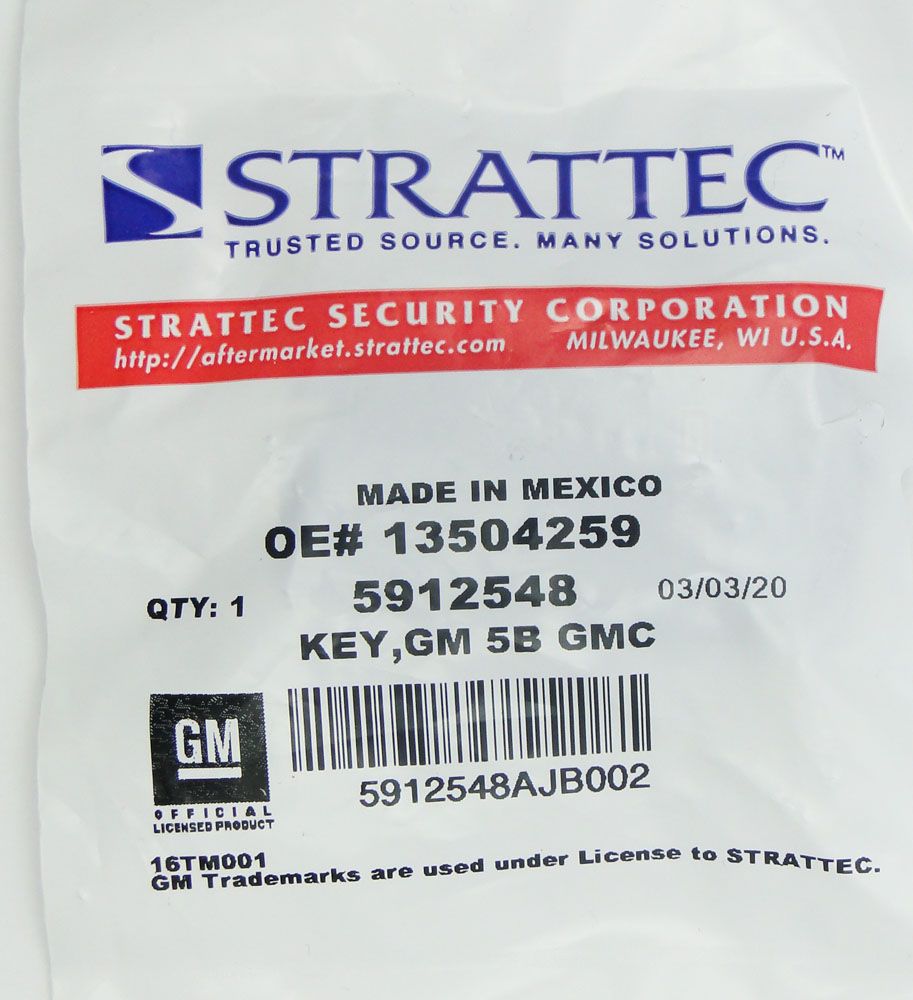 STRATTEC™
TRUSTED SOURCE. MANY SOLUTIONS.
STRATTEC SECURITY CORPORATION
http://aftermarket.strattec.com MILWAUKEE, WI U.S.A.
MADE IN MEXICO
OE# 13504259
QTY: 1 5912548 03/03/20
KEY,GM 5B GMC
GM
OFFICIAL
LICENSED PRODUCT
5912548AJB002
16TM001
GM Trademarks are used under License to STRATTEC.